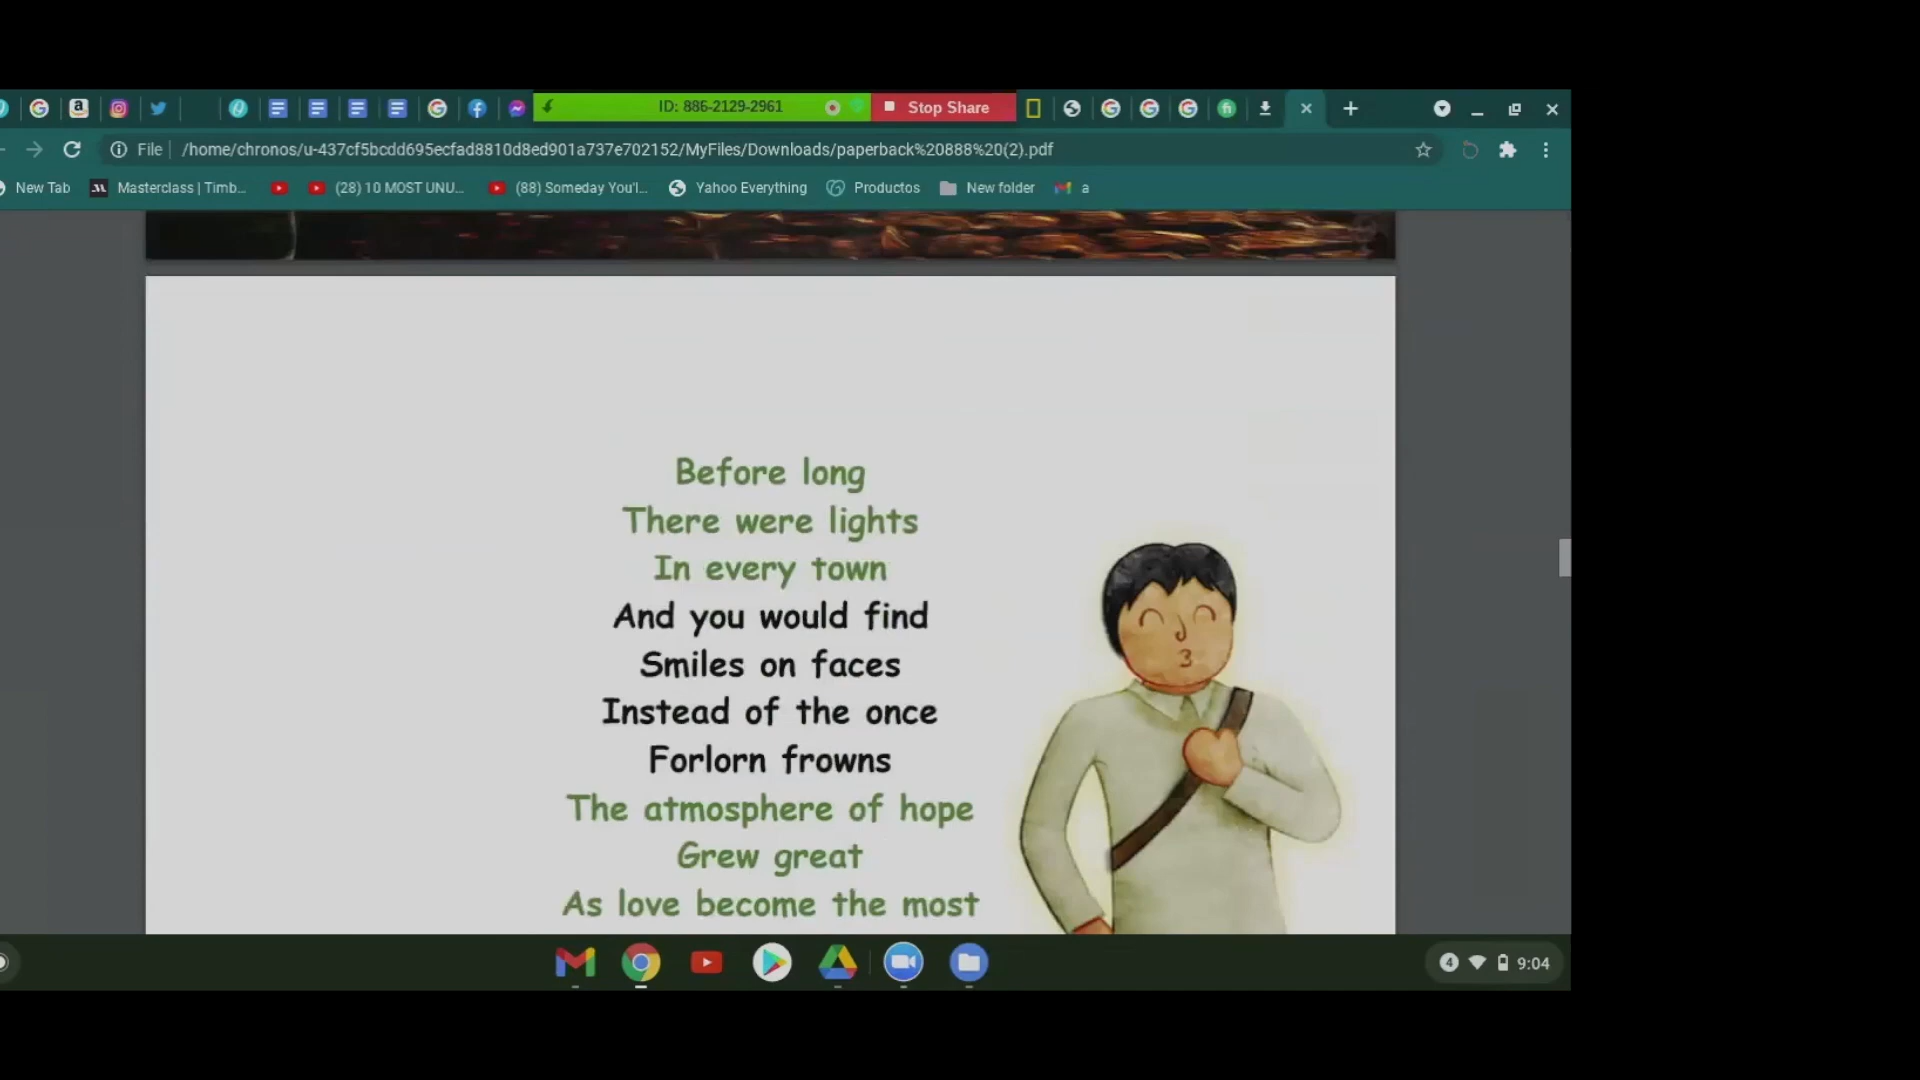 ID: 886-2129-2961
Stop Share
File
/home/chronos/u-437cf5bcdd695ecfad8810d8ed901a737e702152/MyFiles/Downloads/paperback%20888%20(2).pdf
New Tab
Masterclass | Timb...
(28) 10 MOST UNU...
(88) Someday You'l...
Yahoo Everything
Productos
New folder
a
Before long
There were lights
In every town
And you would find
Smiles on faces
Instead of the once
Forlorn frowns
The atmosphere of hope
Grew great
As love become the most
4
9:04